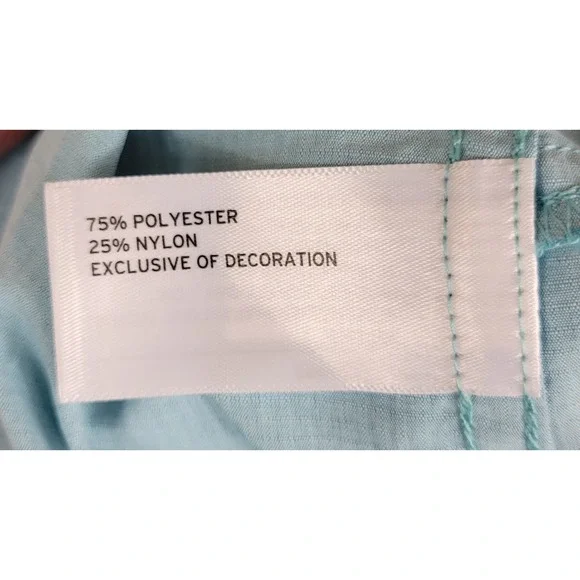 75% POLYESTER
25% NYLON
EXCLUSIVE OF DECORATION